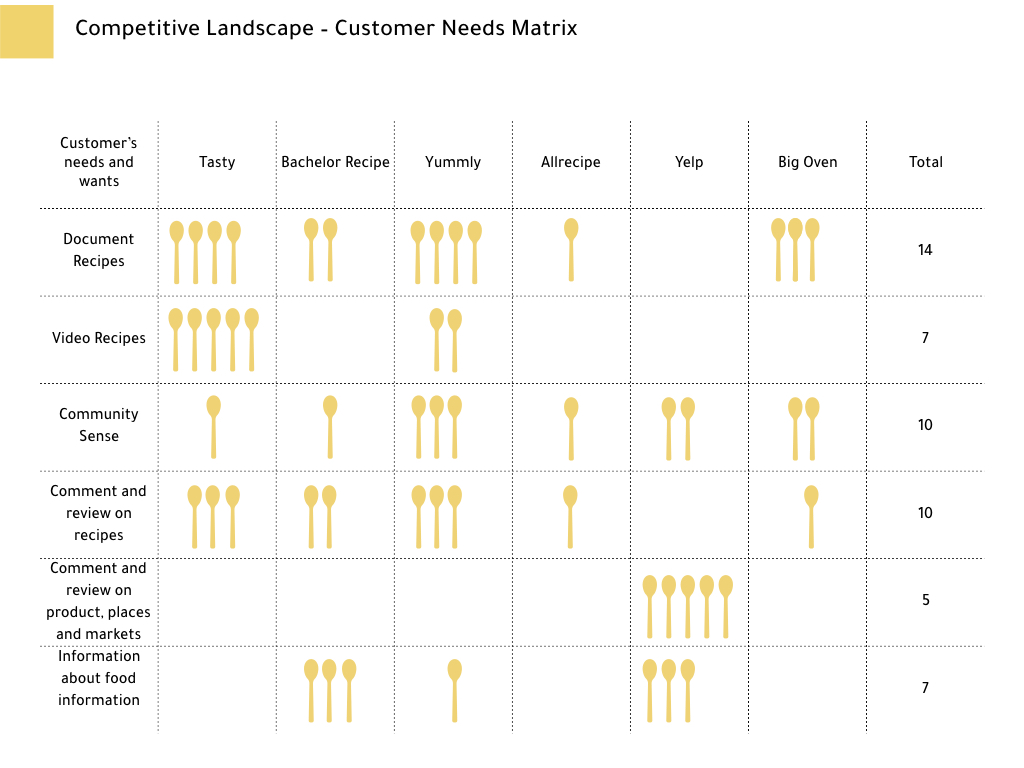 Competitive Landscape - Customer Needs Matrix
Customer's
needs and
wants
Tasty
Bachelor Recipe
Yummly
Allrecipe
Yelp
Big Oven
Total
Document
Recipes
14
Video Recipes
7
Community
Sense
10
Comment and
review on
recipes
10
Comment and
review on
product, places
and markets
5
Information
about food
information
7